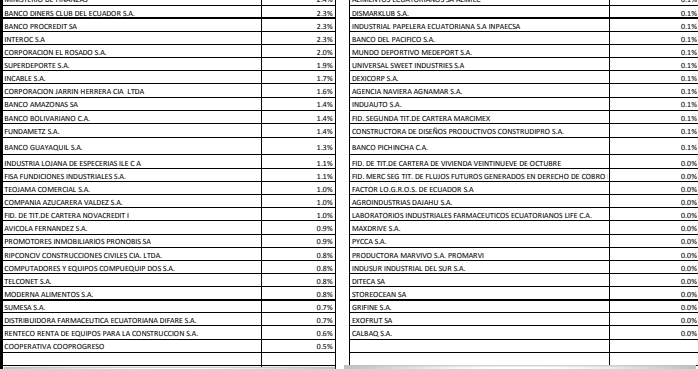 MINISTERIO DE FINANZAS 2.4%
BANCO DINERS CLUB DEL ECUADOR S.A. 2.3%
BANCO PROCREDIT SA 2.3%
INTEROC S.A 2.3%
CORPORACION EL ROSADO S.A. 2.0%
SUPERDEPORTE S.A. 1.9%
INCABLE S.A. 1.7%
CORPORACION JARRIN HERRERA CIA LTDA 1.6%
BANCO AMAZONAS SA 1.4%
BANCO BOLIVARIANO C.A. 1.4%
FUNDAMETZ S.A. 1.4%
BANCO GUAYAQUIL S.A. 1.3%
INDUSTRIA LOJANA DE ESPECERIAS ILE C A 1.1%
FISA FUNDICIONES INDUSTRIALES S.A. 1.1%
TEOJAMA COMERCIAL S.A. 1.0%
COMPANIA AZUCARERA VALDEZ S.A. 1.0%
FID. DE TIT.DE CARTERA NOVACREDIT I 1.0%
AVICOLA FERNANDEZ S.A. 0.9%
PROMOTORES INMOBILIARIOS PRONOBIS SA 0.9%
RIPCONCIV CONSTRUCCIONES CIVILES CIA. LTDA. 0.8%
COMPUTADORES Y EQUIPOS COMPUEQUIP DOS S.A. 0.8%
TELCONET S.A. 0.8%
MODERNA ALIMENTOS S.A. 0.8%
SUMESA S.A. 0.7%
DISTRIBUIDORA FARMACEUTICA ECUATORIANA DIFARE S.A. 0.7%
RENTECO RENTA DE EQUIPOS PARA LA CONSTRUCCION S.A. 0.6%
COOPERATIVA COOPROGRESO 0.5%
ALIMENTOS ECUATORIANOS SA ALIMEC 0.1%
DISMARKLUB S.A. 0.1%
INDUSTRIAL PAPELERA ECUATORIANA S.A INPAECSA 0.1%
BANCO DEL PACIFICO S.A. 0.1%
MUNDO DEPORTIVO MEDEPORT S.A. 0.1%
UNIVERSAL SWEET INDUSTRIES S.A 0.1%
DEXICORP S.A. 0.1%
AGENCIA NAVIERA AGNAMAR S.A. 0.1%
INDUAUTO S.A. 0.1%
FID. SEGUNDA TIT.DE CARTERA MARCIMEX 0.1%
CONSTRUCTORA DE DISEÑOS PRODUCTIVOS CONSTRUDIPRO S.A. 0.1%
BANCO PICHINCHA C.A. 0.1%
FID. DE TIT.DE CARTERA DE VIVIENDA VEINTINUEVE DE OCTUBRE 0.0%
FID. MERC SEG TIT. DE FLUJOS FUTUROS GENERADOS EN DERECHO DE COBRO 0.0%
FACTOR LO.G.R.O.S. DE ECUADOR S.A 0.0%
AGROINDUSTRIAS DAJAHU S.A. 0.0%
LABORATORIOS INDUSTRIALES FARMACEUTICOS ECUATORIANOS LIFE C.A. 0.0%
MAXDRIVE S.A. 0.0%
PYCCA S.A. 0.0%
PRODUCTORA MARVIVO S.A. PROMARVI 0.0%
INDUSUR INDUSTRIAL DEL SUR S.A. 0.0%
DITECA SA 0.0%
STOREOCEAN SA 0.0%
GRIFINE S.A. 0.0%
EXOFRUT SA 0.0%
CALBAQ S.A. 0.0%